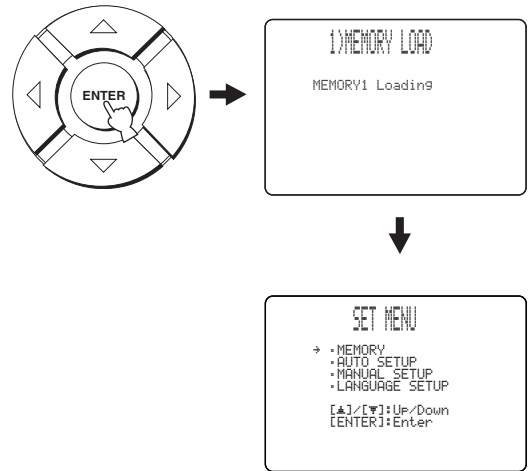 ENTER
1)MEMORY LOAD
MEMORY1 Loading
SET MENU
→ ·MEMORY
·AUTO SETUP
·MANUAL SETUP
·LANGUAGE SETUP
[▲]/[▼]:Up/Down
[ENTER]:Enter